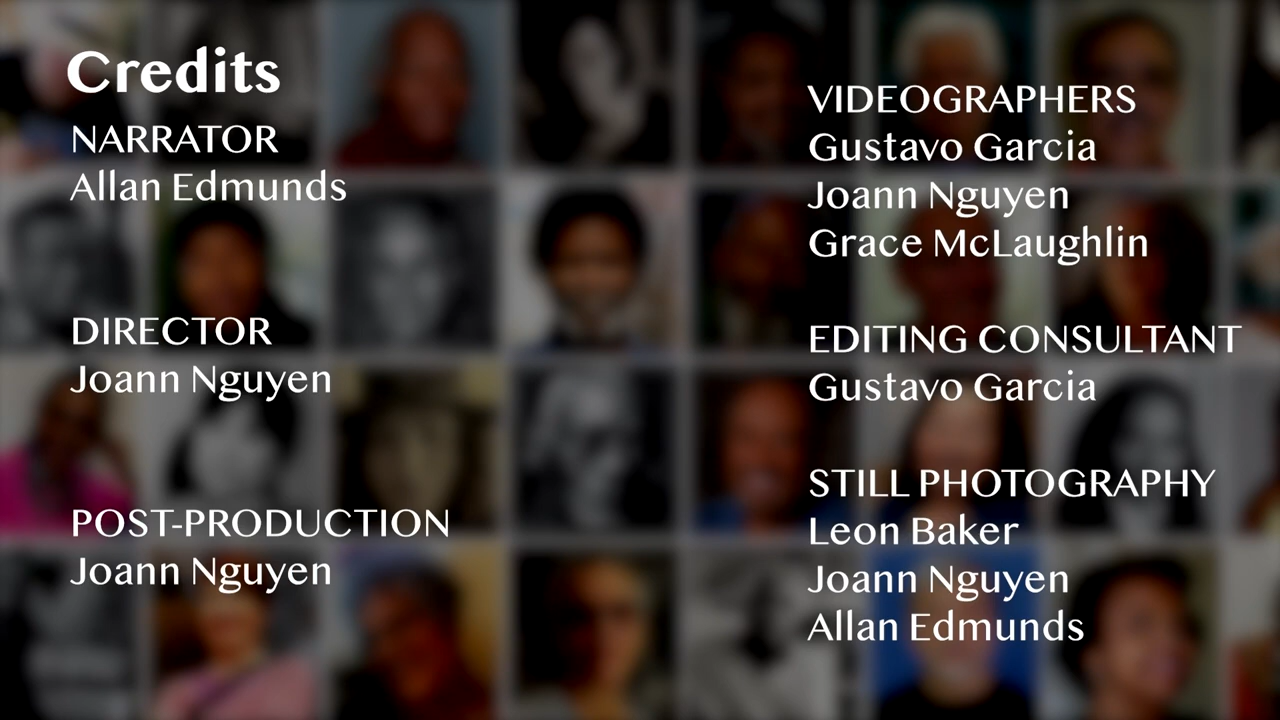 Credits
NARRATOR
Allan Edmunds
DIRECTOR
Joann Nguyen
POST-PRODUCTION
Joann Nguyen
VIDEOGRAPHERS
Gustavo Garcia
Joann Nguyen
Grace McLaughlin
EDITING CONSULTANT
Gustavo Garcia
STILL PHOTOGRAPHY
Leon Baker
Joann Nguyen
Allan Edmunds